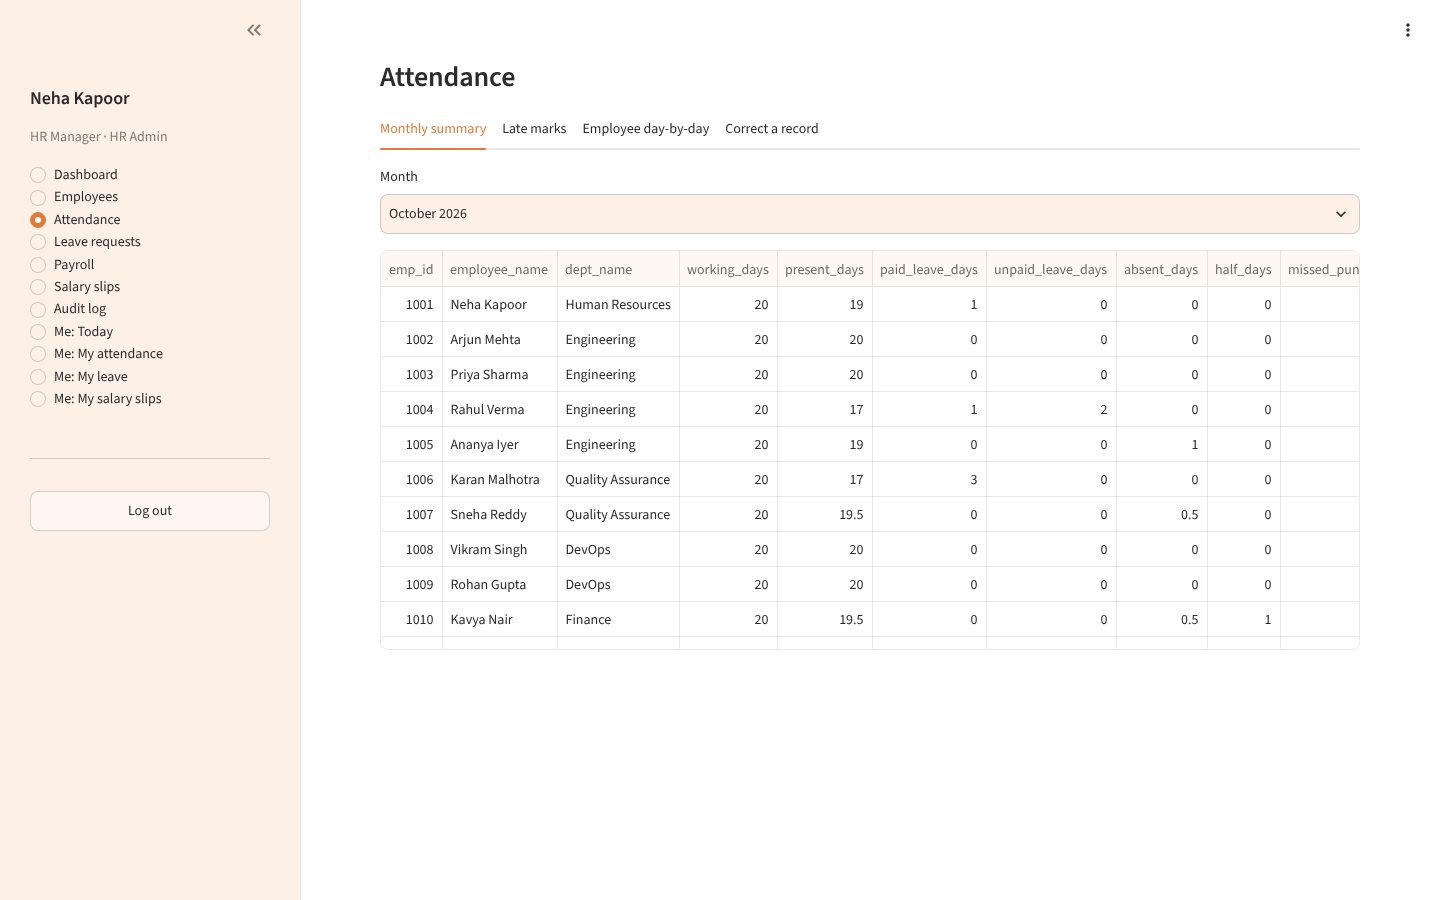 Neha Kapoor
HR Manager · HR Admin
Dashboard
Employees
Attendance
Leave requests
Payroll
Salary slips
Audit log
Me: Today
Me: My attendance
Me: My leave
Me: My salary slips
Log out
Attendance
Monthly summary Late marks Employee day-by-day Correct a record
Month
October 2026
emp_id employee_name dept_name working_days present_days paid_leave_days unpaid_leave_days absent_days half_days missed_pun
1001 Neha Kapoor Human Resources 20 19 1 0 0 0
1002 Arjun Mehta Engineering 20 20 0 0 0 0
1003 Priya Sharma Engineering 20 20 0 0 0 0
1004 Rahul Verma Engineering 20 17 1 2 0 0
1005 Ananya Iyer Engineering 20 19 0 0 1 0
1006 Karan Malhotra Quality Assurance 20 17 3 0 0 0
1007 Sneha Reddy Quality Assurance 20 19.5 0 0 0.5 0
1008 Vikram Singh DevOps 20 20 0 0 0 0
1009 Rohan Gupta DevOps 20 20 0 0 0 0
1010 Kavya Nair Finance 20 19.5 0 0 0.5 1